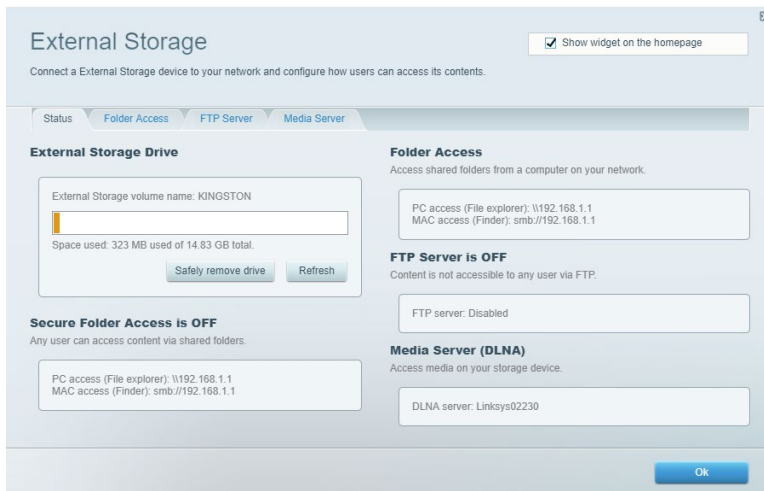 External Storage
Show widget on the homepage
Connect a External Storage device to your network and configure how users can access its contents.
Status
Folder Access
FTP Server
Media Server
External Storage Drive
External Storage volume name: KINGSTON
Space used: 323 MB used of 14.83 GB total.
Safely remove drive
Refresh
Secure Folder Access is OFF
Any user can access content via shared folders.
PC access (File explorer): \\192.168.1.1
MAC access (Finder): smb://192.168.1.1
Folder Access
Access shared folders from a computer on your network.
PC access (File explorer): \\192.168.1.1
MAC access (Finder): smb://192.168.1.1
FTP Server is OFF
Content is not accessible to any user via FTP.
FTP server: Disabled
Media Server (DLNA)
Access media on your storage device.
DLNA server: Linksys02230
Ok